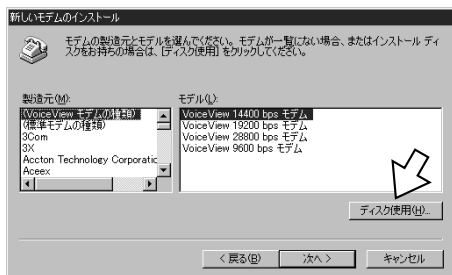 新しいモデムのインストール
モデムの製造元とモデルを選んでください。モデムが一覧にない場合、またはインストール ディ
スクをお持ちの場合は、[ディスク使用] をクリックしてください。
製造元(M):
(VoiceView モデムの種類)
(標準モデムの種類)
3Com
3X
Accton Technology Corporatic
Aceex
モデル(L):
VoiceView 14400 bps モデム
VoiceView 19200 bps モデム
VoiceView 28800 bps モデム
VoiceView 9600 bps モデム
ディスク使用(H)...
< 戻る(B)
次へ >
キャンセル